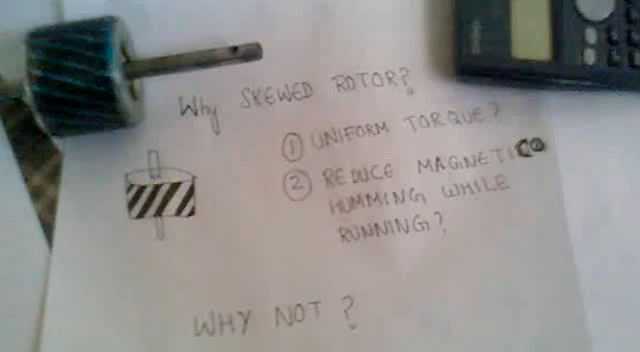 Why SKEWED ROTOR?
① UNIFORM TORQUE?
② REDUCE MAGNETIC
HUMMING WHILE
RUNNING?
WHY NOT?